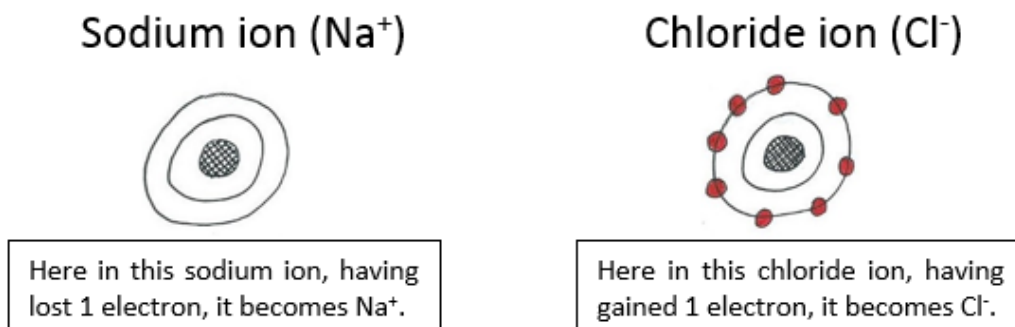 Sodium ion (Na⁺)
Chloride ion (Cl⁻)
Here in this sodium ion, having
lost 1 electron, it becomes Na⁺.
Here in this chloride ion, having
gained 1 electron, it becomes Cl⁻.